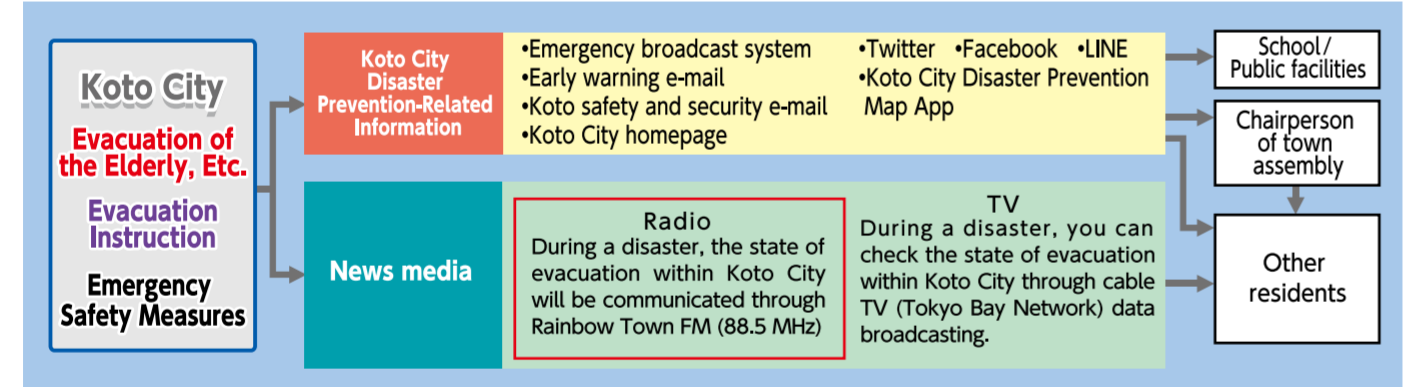 Koto City
Evacuation of
the Elderly, Etc.
Evacuation
Instruction
Emergency
Safety Measures
Koto City
Disaster
Prevention-Related
Information
•Emergency broadcast system
•Early warning e-mail
•Koto safety and security e-mail
•Koto City homepage
•Twitter •Facebook •LINE
•Koto City Disaster Prevention
Map App
News media
Radio
During a disaster, the state of
evacuation within Koto City
will be communicated through
Rainbow Town FM (88.5 MHz)
TV
During a disaster, you can
check the state of evacuation
within Koto City through cable
TV (Tokyo Bay Network) data
broadcasting.
School/
Public facilities
Chairperson
of town
assembly
Other
residents